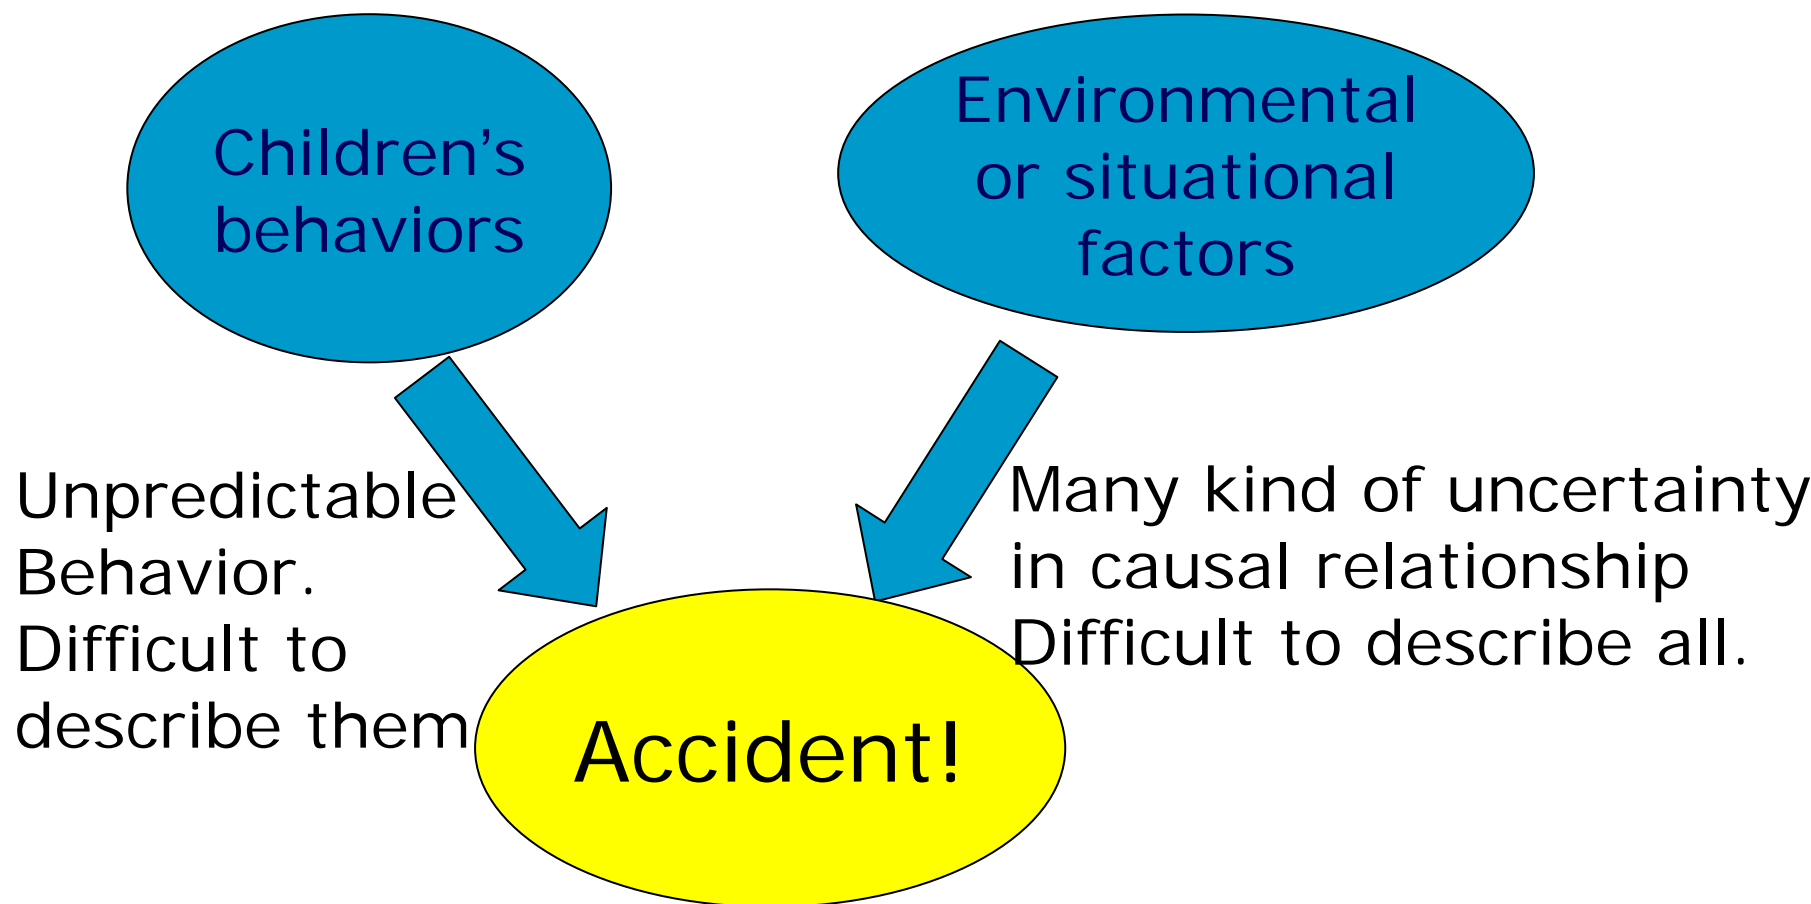 Children’s
behaviors
Environmental
or situational
factors
Unpredictable
Behavior.
Difficult to
describe them
Many kind of uncertainty
in causal relationship
Difficult to describe all.
Accident!